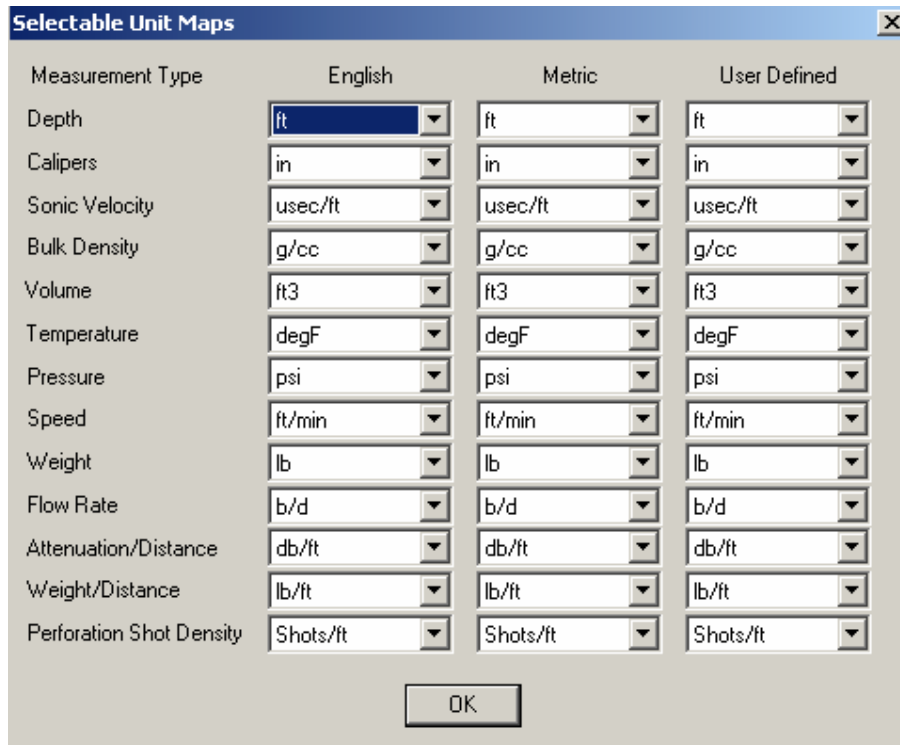 Selectable Unit Maps
Measurement Type English Metric User Defined
Depth ft ft ft
Calipers in in in
Sonic Velocity usec/ft usec/ft usec/ft
Bulk Density g/cc g/cc g/cc
Volume ft3 ft3 ft3
Temperature degF degF degF
Pressure psi psi psi
Speed ft/min ft/min ft/min
Weight lb lb lb
Flow Rate b/d b/d b/d
Attenuation/Distance db/ft db/ft db/ft
Weight/Distance lb/ft lb/ft lb/ft
Perforation Shot Density Shots/ft Shots/ft Shots/ft
OK